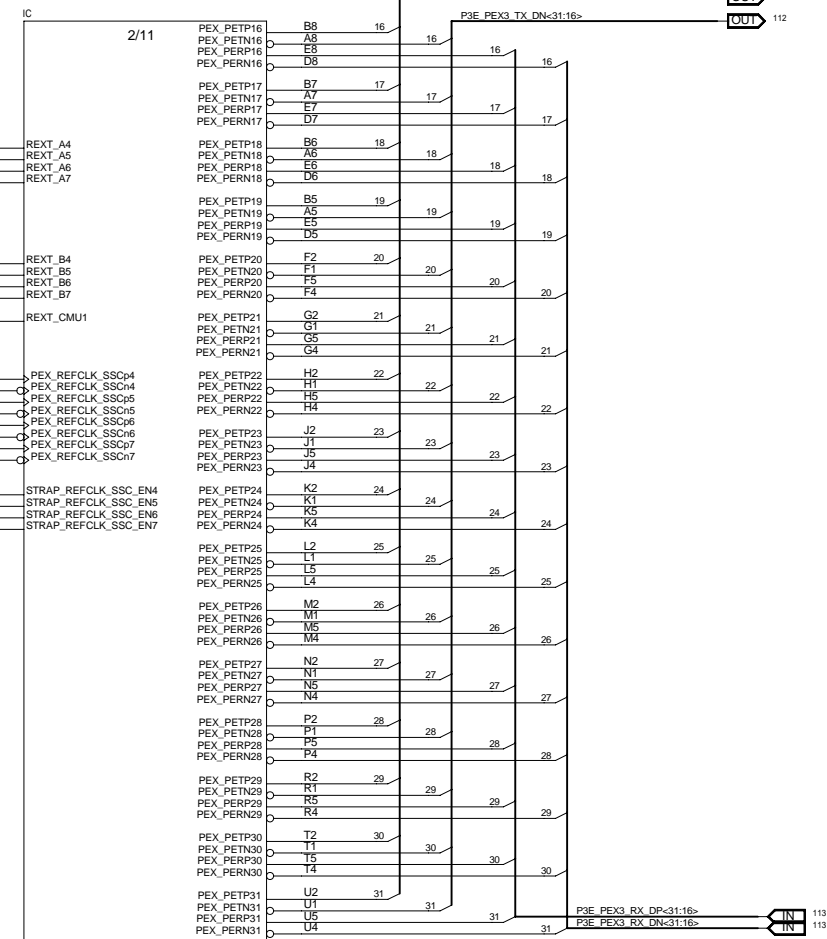 OUT
IC
P3E_PEX3_TX_DN<31:16>
OUT 112
2/11
PEX_PETP16 B8 16
PEX_PETN16 A8 16
PEX_PERP16 E8 16
PEX_PERN16 D8 16
PEX_PETP17 B7 17
PEX_PETN17 A7 17
PEX_PERP17 E7 17
PEX_PERN17 D7 17
REXT_A4 PEX_PETP18 B6 18
REXT_A5 PEX_PETN18 A6 18
REXT_A6 PEX_PERP18 E6 18
REXT_A7 PEX_PERN18 D6 18
PEX_PETP19 B5 19
PEX_PETN19 A5 19
PEX_PERP19 E5 19
PEX_PERN19 D5 19
REXT_B4 PEX_PETP20 F2 20
REXT_B5 PEX_PETN20 F1 20
REXT_B6 PEX_PERP20 F5 20
REXT_B7 PEX_PERN20 F4 20
REXT_CMU1 PEX_PETP21 G2 21
PEX_PETN21 G1 21
PEX_PERP21 G5 21
PEX_PERN21 G4 21
PEX_REFCLK_SSCp4 PEX_PETP22 H2 22
PEX_REFCLK_SSCn4 PEX_PETN22 H1 22
PEX_REFCLK_SSCp5 PEX_PERP22 H5 22
PEX_REFCLK_SSCn5 PEX_PERN22 H4 22
PEX_REFCLK_SSCp6
PEX_REFCLK_SSCn6 PEX_PETP23 J2 23
PEX_REFCLK_SSCp7 PEX_PETN23 J1 23
PEX_REFCLK_SSCn7 PEX_PERP23 J5 23
PEX_PERN23 J4 23
STRAP_REFCLK_SSC_EN4 PEX_PETP24 K2 24
STRAP_REFCLK_SSC_EN5 PEX_PETN24 K1 24
STRAP_REFCLK_SSC_EN6 PEX_PERP24 K5 24
STRAP_REFCLK_SSC_EN7 PEX_PERN24 K4 24
PEX_PETP25 L2 25
PEX_PETN25 L1 25
PEX_PERP25 L5 25
PEX_PERN25 L4 25
PEX_PETP26 M2 26
PEX_PETN26 M1 26
PEX_PERP26 M5 26
PEX_PERN26 M4 26
PEX_PETP27 N2 27
PEX_PETN27 N1 27
PEX_PERP27 N5 27
PEX_PERN27 N4 27
PEX_PETP28 P2 28
PEX_PETN28 P1 28
PEX_PERP28 P5 28
PEX_PERN28 P4 28
PEX_PETP29 R2 29
PEX_PETN29 R1 29
PEX_PERP29 R5 29
PEX_PERN29 R4 29
PEX_PETP30 T2 30
PEX_PETN30 T1 30
PEX_PERP30 T5 30
PEX_PERN30 T4 30
PEX_PETP31 U2 31
PEX_PETN31 U1 31
PEX_PERP31 U5 31 P3E_PEX3_RX_DP<31:16> IN 113
PEX_PERN31 U4 31 P3E_PEX3_RX_DN<31:16> IN 113